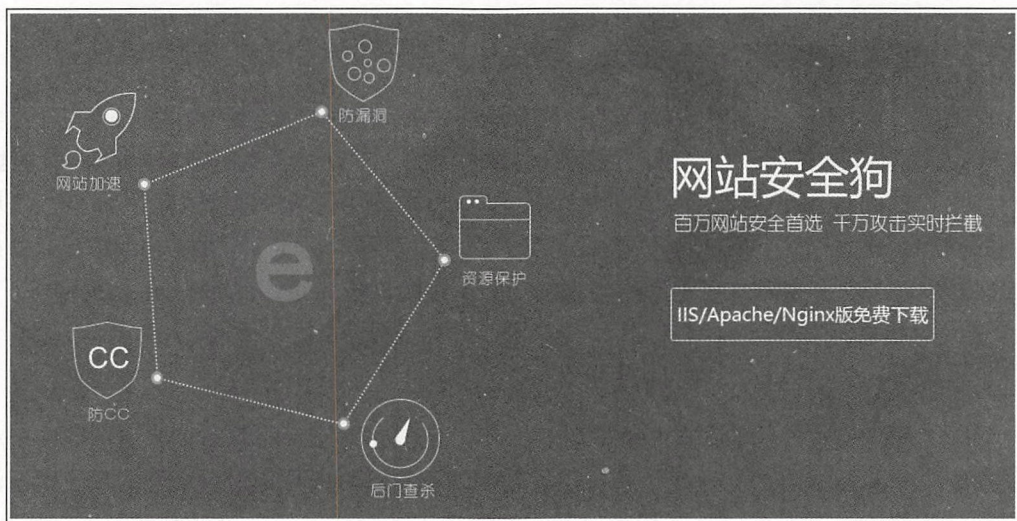 防漏洞
网站加速
网站安全狗
百万网站安全首选 千万攻击实时拦截
e
资源保护
IIS/Apache/Nginx版免费下载
CC
防CC
后门查杀